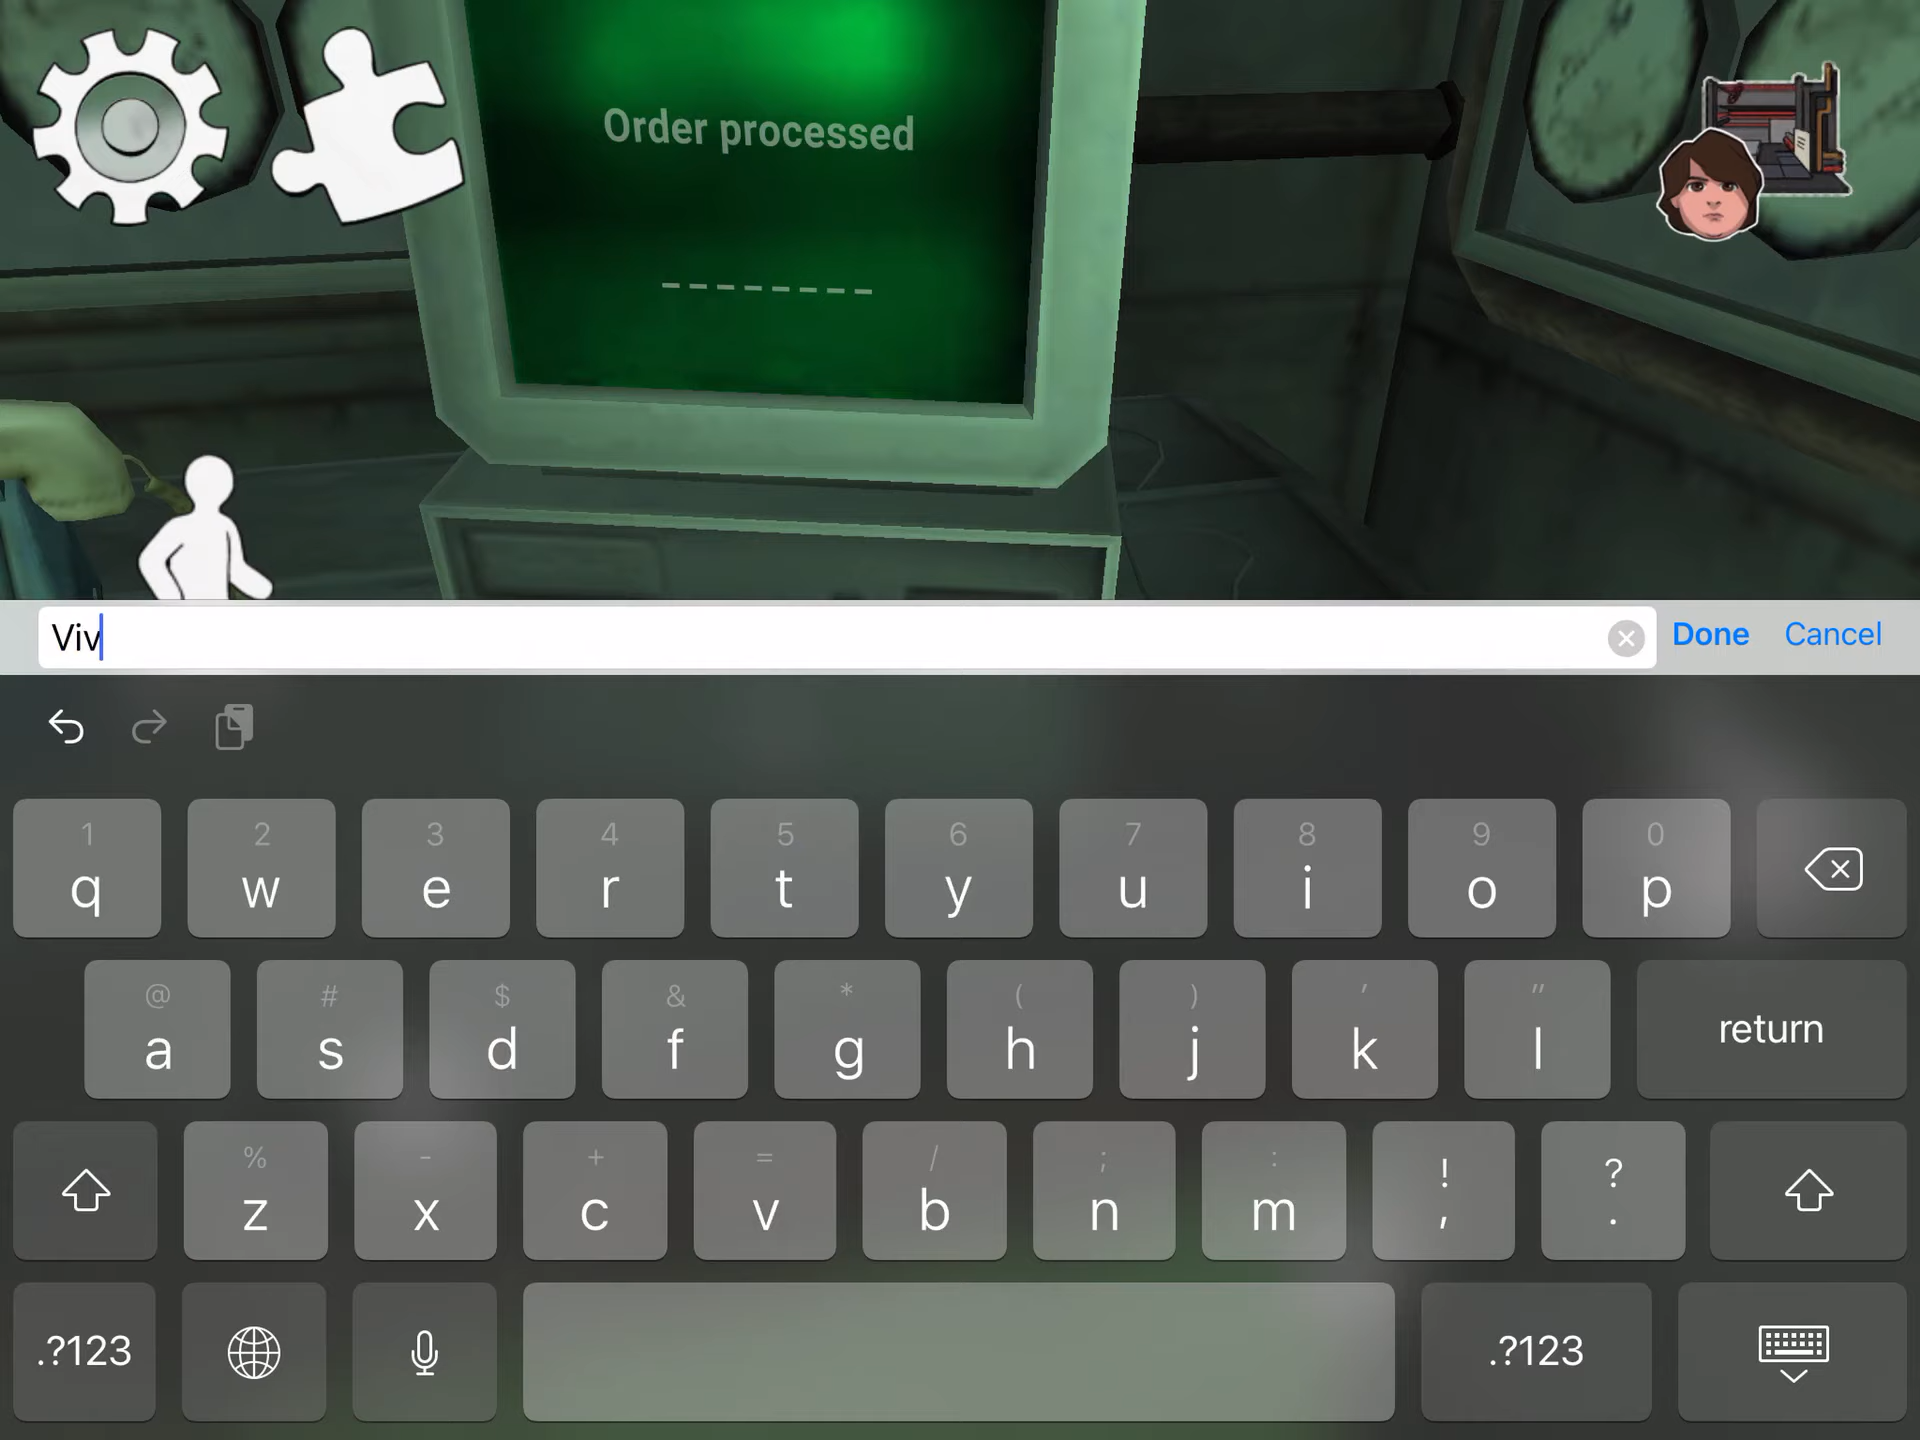 Order processed
_ _ _ _ _ _ _ _
Viv
Done Cancel
1 2 3 4 5 6 7 8 9 0
q w e r t y u i o p
@ # $ & * ( ) ' "
a s d f g h j k l return
% - + = / ; : ! ?
z x c v b n m , .
.?123 .?123